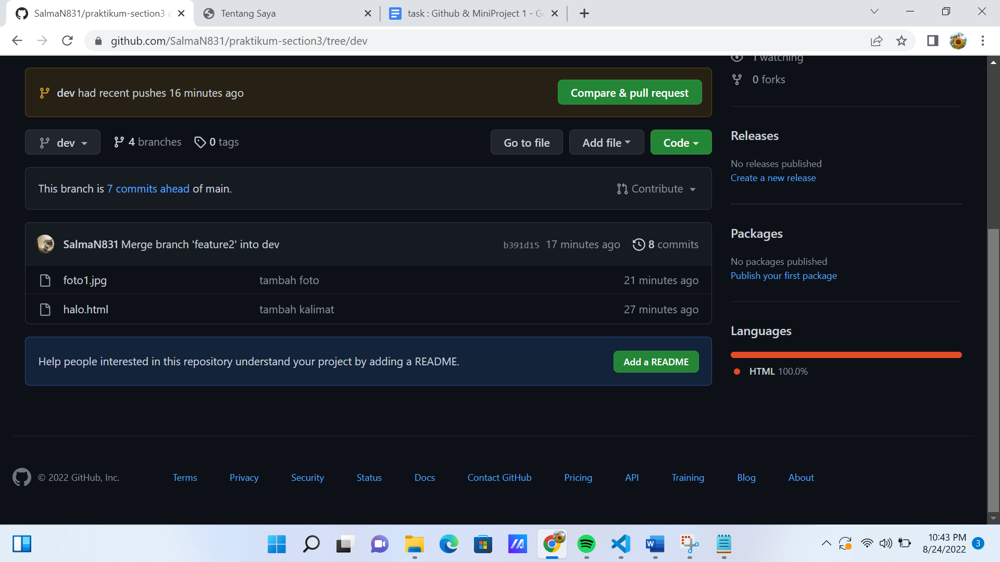 SalmaN831/praktikum-section3 a
Tentang Saya
task : Github & MiniProject 1 - Go
github.com/SalmaN831/praktikum-section3/tree/dev
1 watching
0 forks
dev had recent pushes 16 minutes ago
Compare & pull request
dev
4 branches
0 tags
Go to file
Add file
Code
This branch is 7 commits ahead of main.
Contribute
SalmaN831 Merge branch 'feature2' into dev
b391d15 17 minutes ago
8 commits
foto1.jpg
tambah foto
21 minutes ago
halo.html
tambah kalimat
27 minutes ago
Help people interested in this repository understand your project by adding a README.
Add a README
Releases
No releases published
Create a new release
Packages
No packages published
Publish your first package
Languages
HTML 100.0%
© 2022 GitHub, Inc.
Terms
Privacy
Security
Status
Docs
Contact GitHub
Pricing
API
Training
Blog
About
10:43 PM
8/24/2022
3